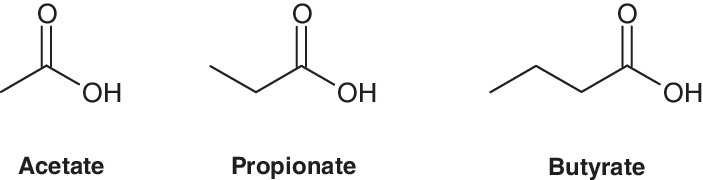 O O O
OH OH OH
Acetate Propionate Butyrate